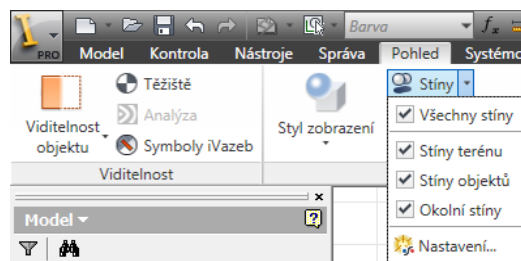 PRO
Barva
fx
Model Kontrola Nástroje Správa Pohled Systémo
Viditelnost objektu
Těžiště
Analýza
Symboly iVazeb
Viditelnost
Styl zobrazení
Stíny
Všechny stíny
Stíny terénu
Stíny objektů
Okolní stíny
Nastavení...
Model